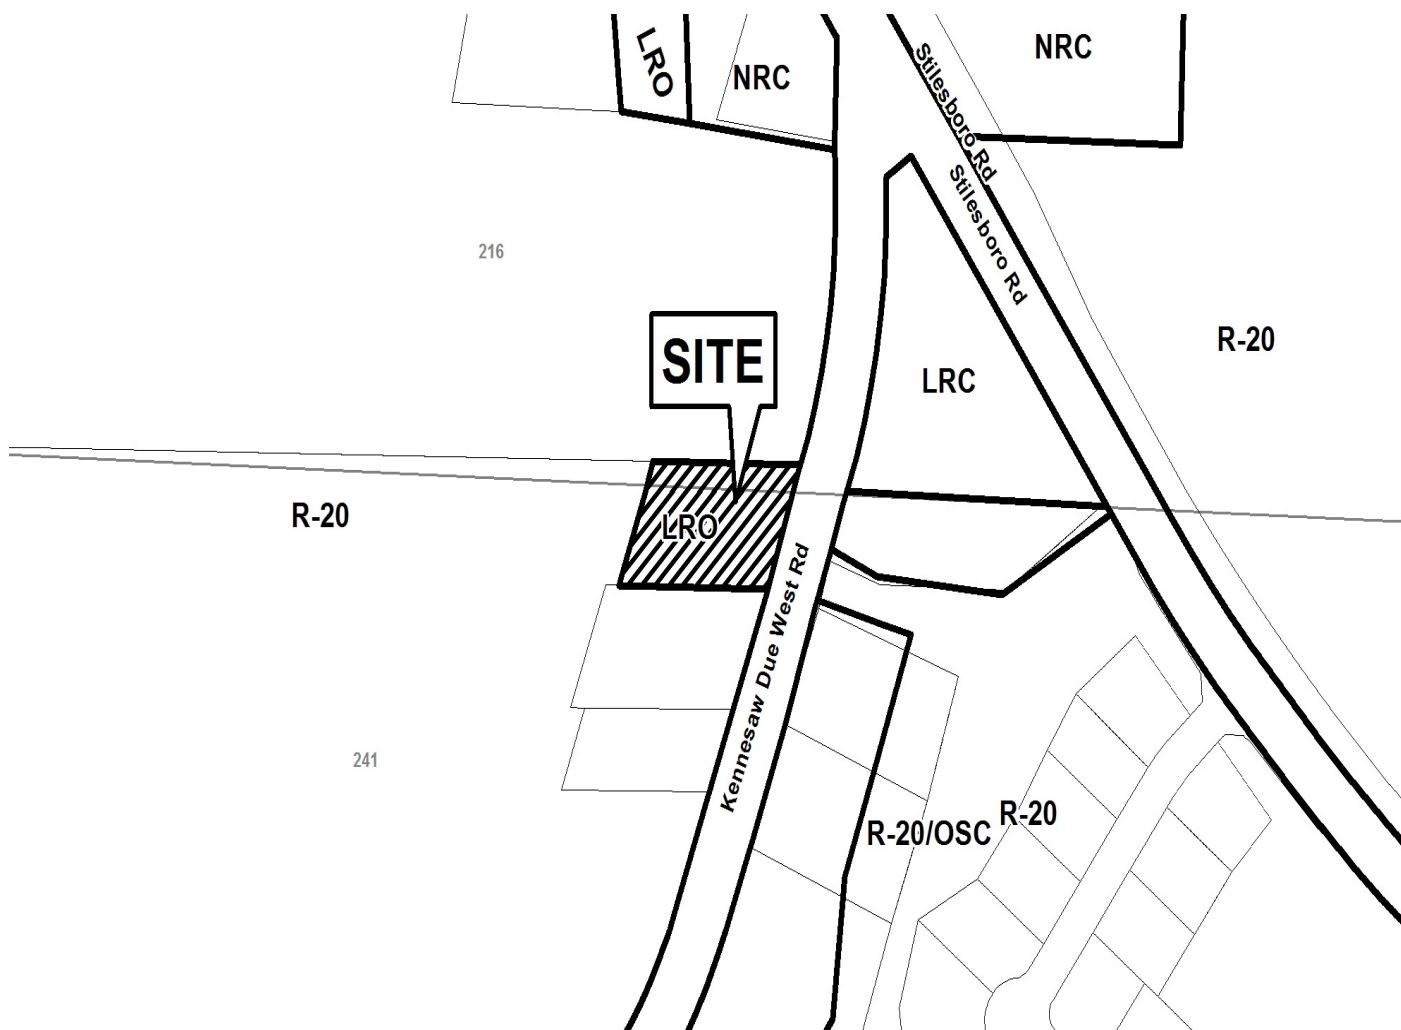 LRO
NRC
NRC
Stilesboro Rd
Stilesboro Rd
216
R-20
SITE
LRC
R-20
LRO
Kennesaw Due West Rd
241
R-20/OSC
R-20